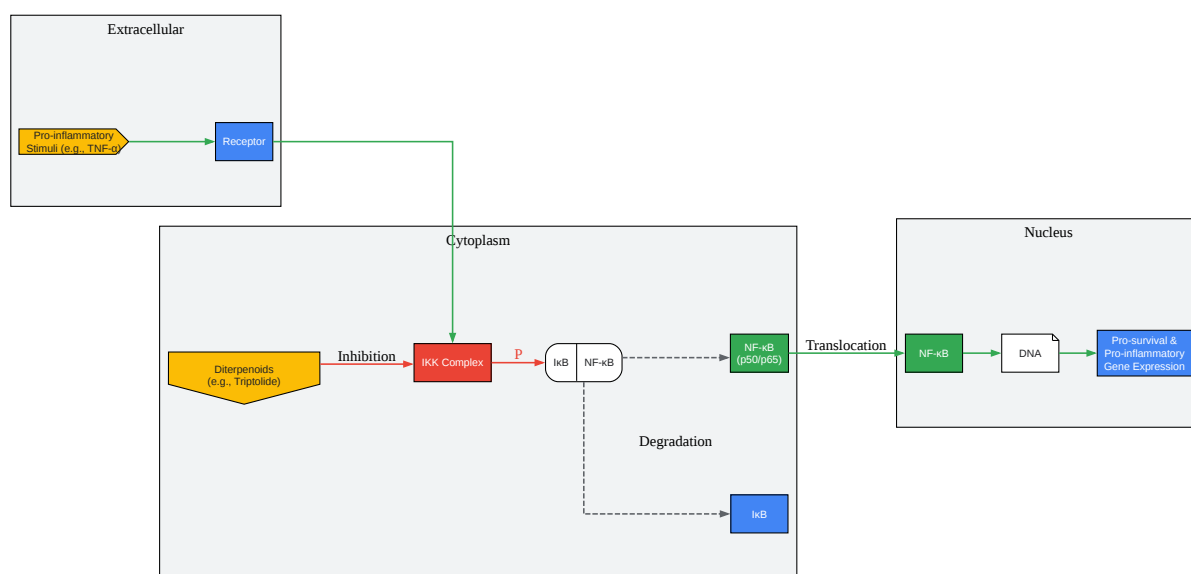 Extracellular
Pro-inflammatory
Stimuli (e.g., TNF-α)
Receptor
Cytoplasm
Nucleus
Diterpenoids
(e.g., Triptolide)
Inhibition
IKK Complex
P
IκB
NF-κB
NF-κB
(p50/p65)
Translocation
NF-κB
DNA
Pro-survival &
Pro-inflammatory
Gene Expression
Degradation
IκB